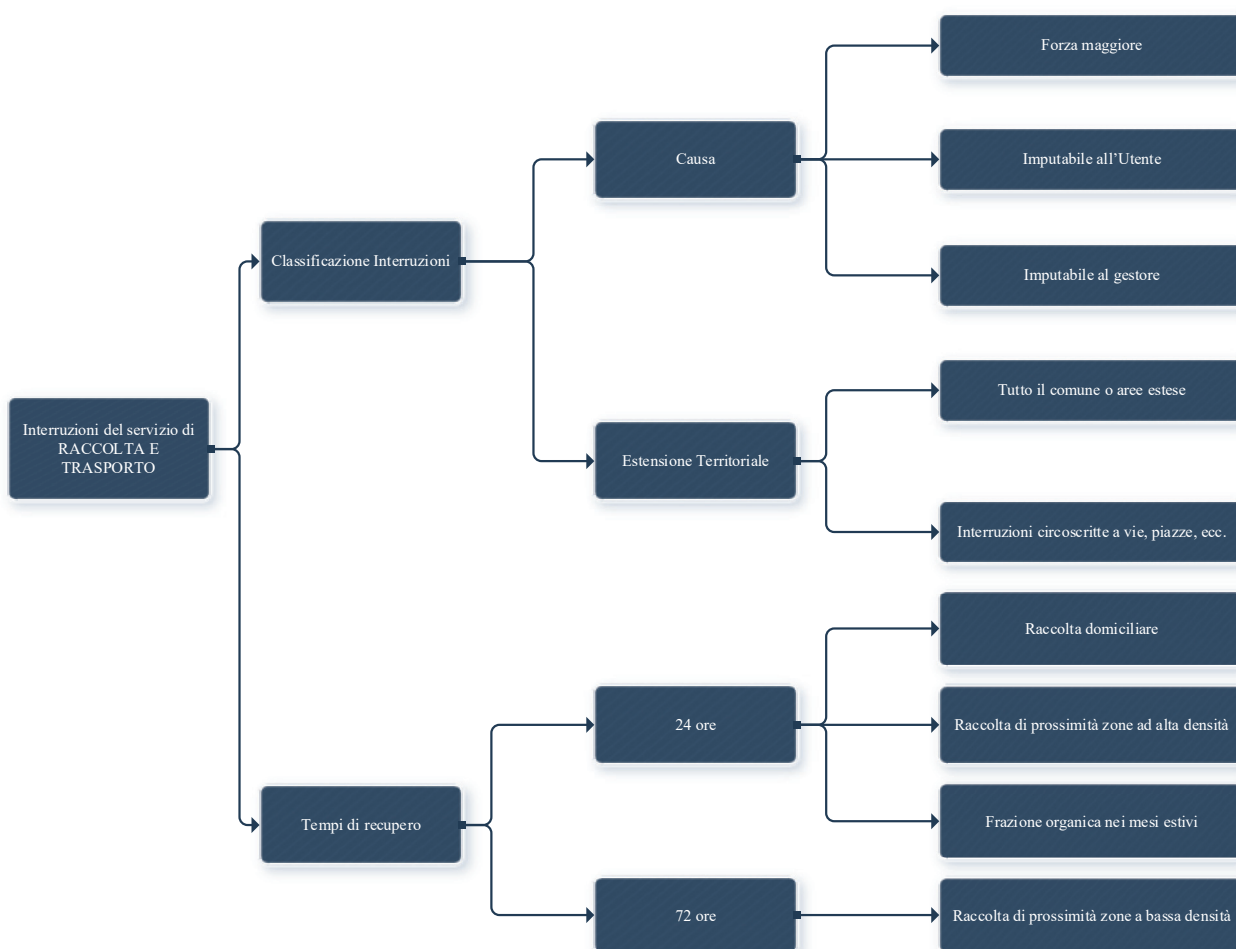 Forza maggiore
Causa
Imputabile all’Utente
Classificazione Interruzioni
Imputabile al gestore
Tutto il comune o aree estese
Interruzioni del servizio di
RACCOLTA E
TRASPORTO
Estensione Territoriale
Interruzioni circoscritte a vie, piazze, ecc.
Raccolta domiciliare
24 ore
Raccolta di prossimità zone ad alta densità
Tempi di recupero
Frazione organica nei mesi estivi
72 ore
Raccolta di prossimità zone a bassa densità